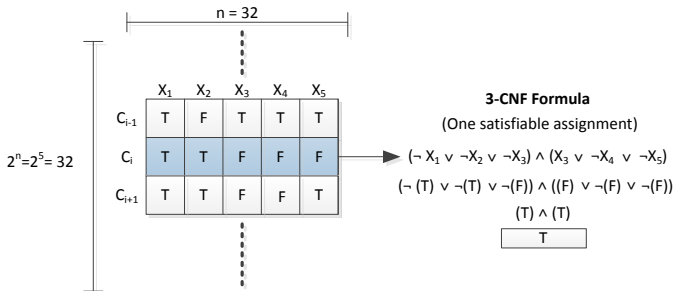 n = 32
X₁ X₂ X₃ X₄ X₅
Cᵢ₋₁ T F T T T
Cᵢ T T F F F
Cᵢ₊₁ T T F F T
2ⁿ=2⁵= 32
3-CNF Formula
(One satisfiable assignment)
(¬ X₁ ∨ ¬X₂ ∨ ¬X₃) ∧ (X₃ ∨ ¬X₄ ∨ ¬X₅)
(¬ (T) ∨ ¬(T) ∨ ¬(F)) ∧ ((F) ∨ ¬(F) ∨ ¬(F))
(T) ∧ (T)
T